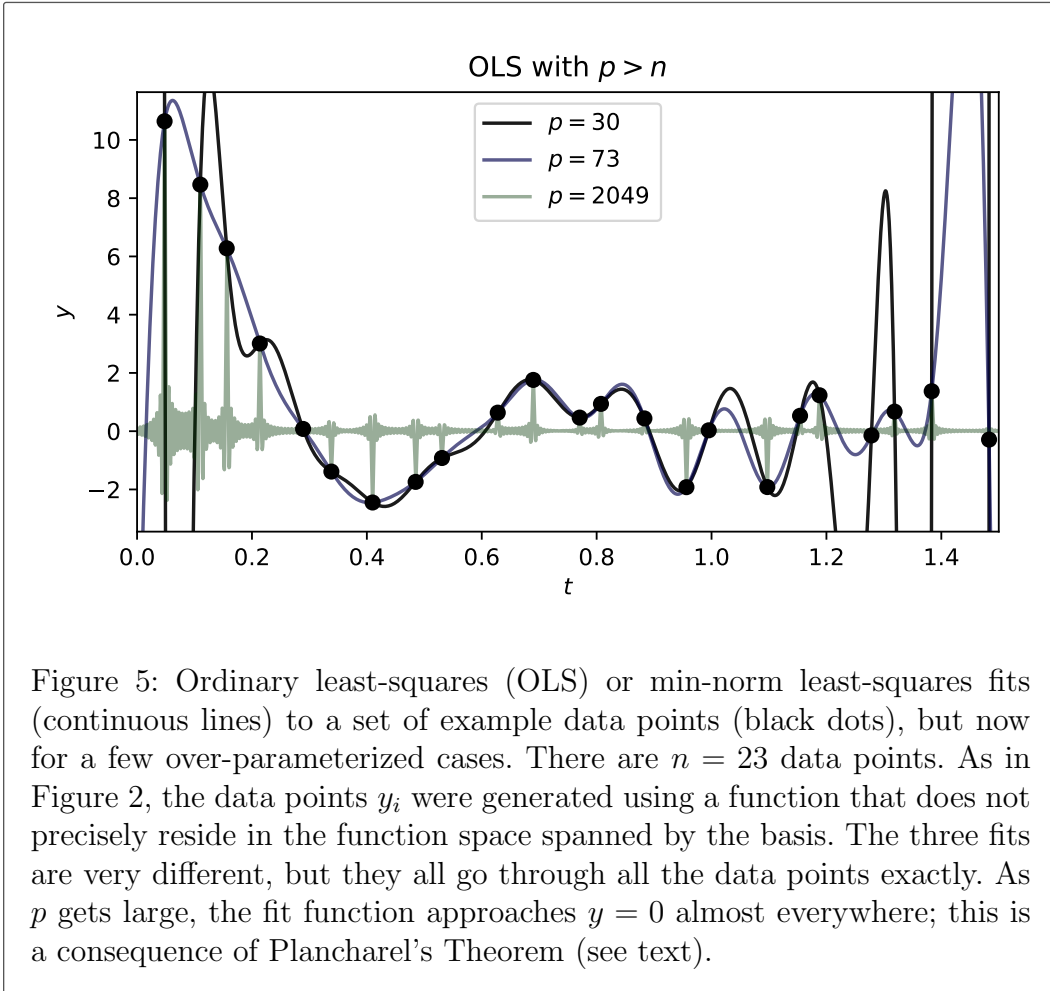 OLS with p > n
p = 30
p = 73
p = 2049
10
8
6
4
2
0
−2
y
0.0 0.2 0.4 0.6 0.8 1.0 1.2 1.4
t
Figure 5: Ordinary least-squares (OLS) or min-norm least-squares fits
(continuous lines) to a set of example data points (black dots), but now
for a few over-parameterized cases. There are n = 23 data points. As in
Figure 2, the data points yᵢ were generated using a function that does not
precisely reside in the function space spanned by the basis. The three fits
are very different, but they all go through all the data points exactly. As
p gets large, the fit function approaches y = 0 almost everywhere; this is
a consequence of Plancharel's Theorem (see text).